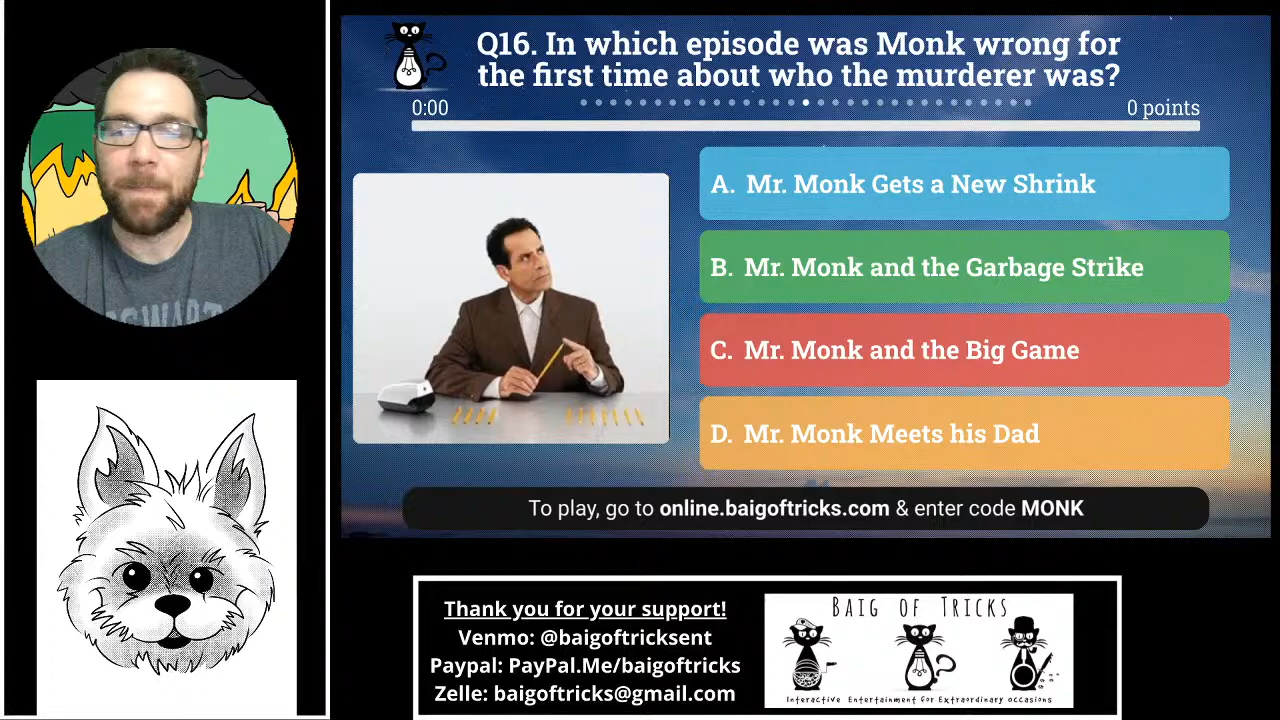 Q16. In which episode was Monk wrong for
the first time about who the murderer was?
0:00
0 points
A. Mr. Monk Gets a New Shrink
B. Mr. Monk and the Garbage Strike
C. Mr. Monk and the Big Game
D. Mr. Monk Meets his Dad
To play, go to online.baigoftricks.com & enter code MONK
Thank you for your support!
Venmo: @baigoftricksent
Paypal: PayPal.Me/baigoftricks
Zelle: baigoftricks@gmail.com
BAIG OF TRICKS
Interactive Entertainment for Extraordinary occasions